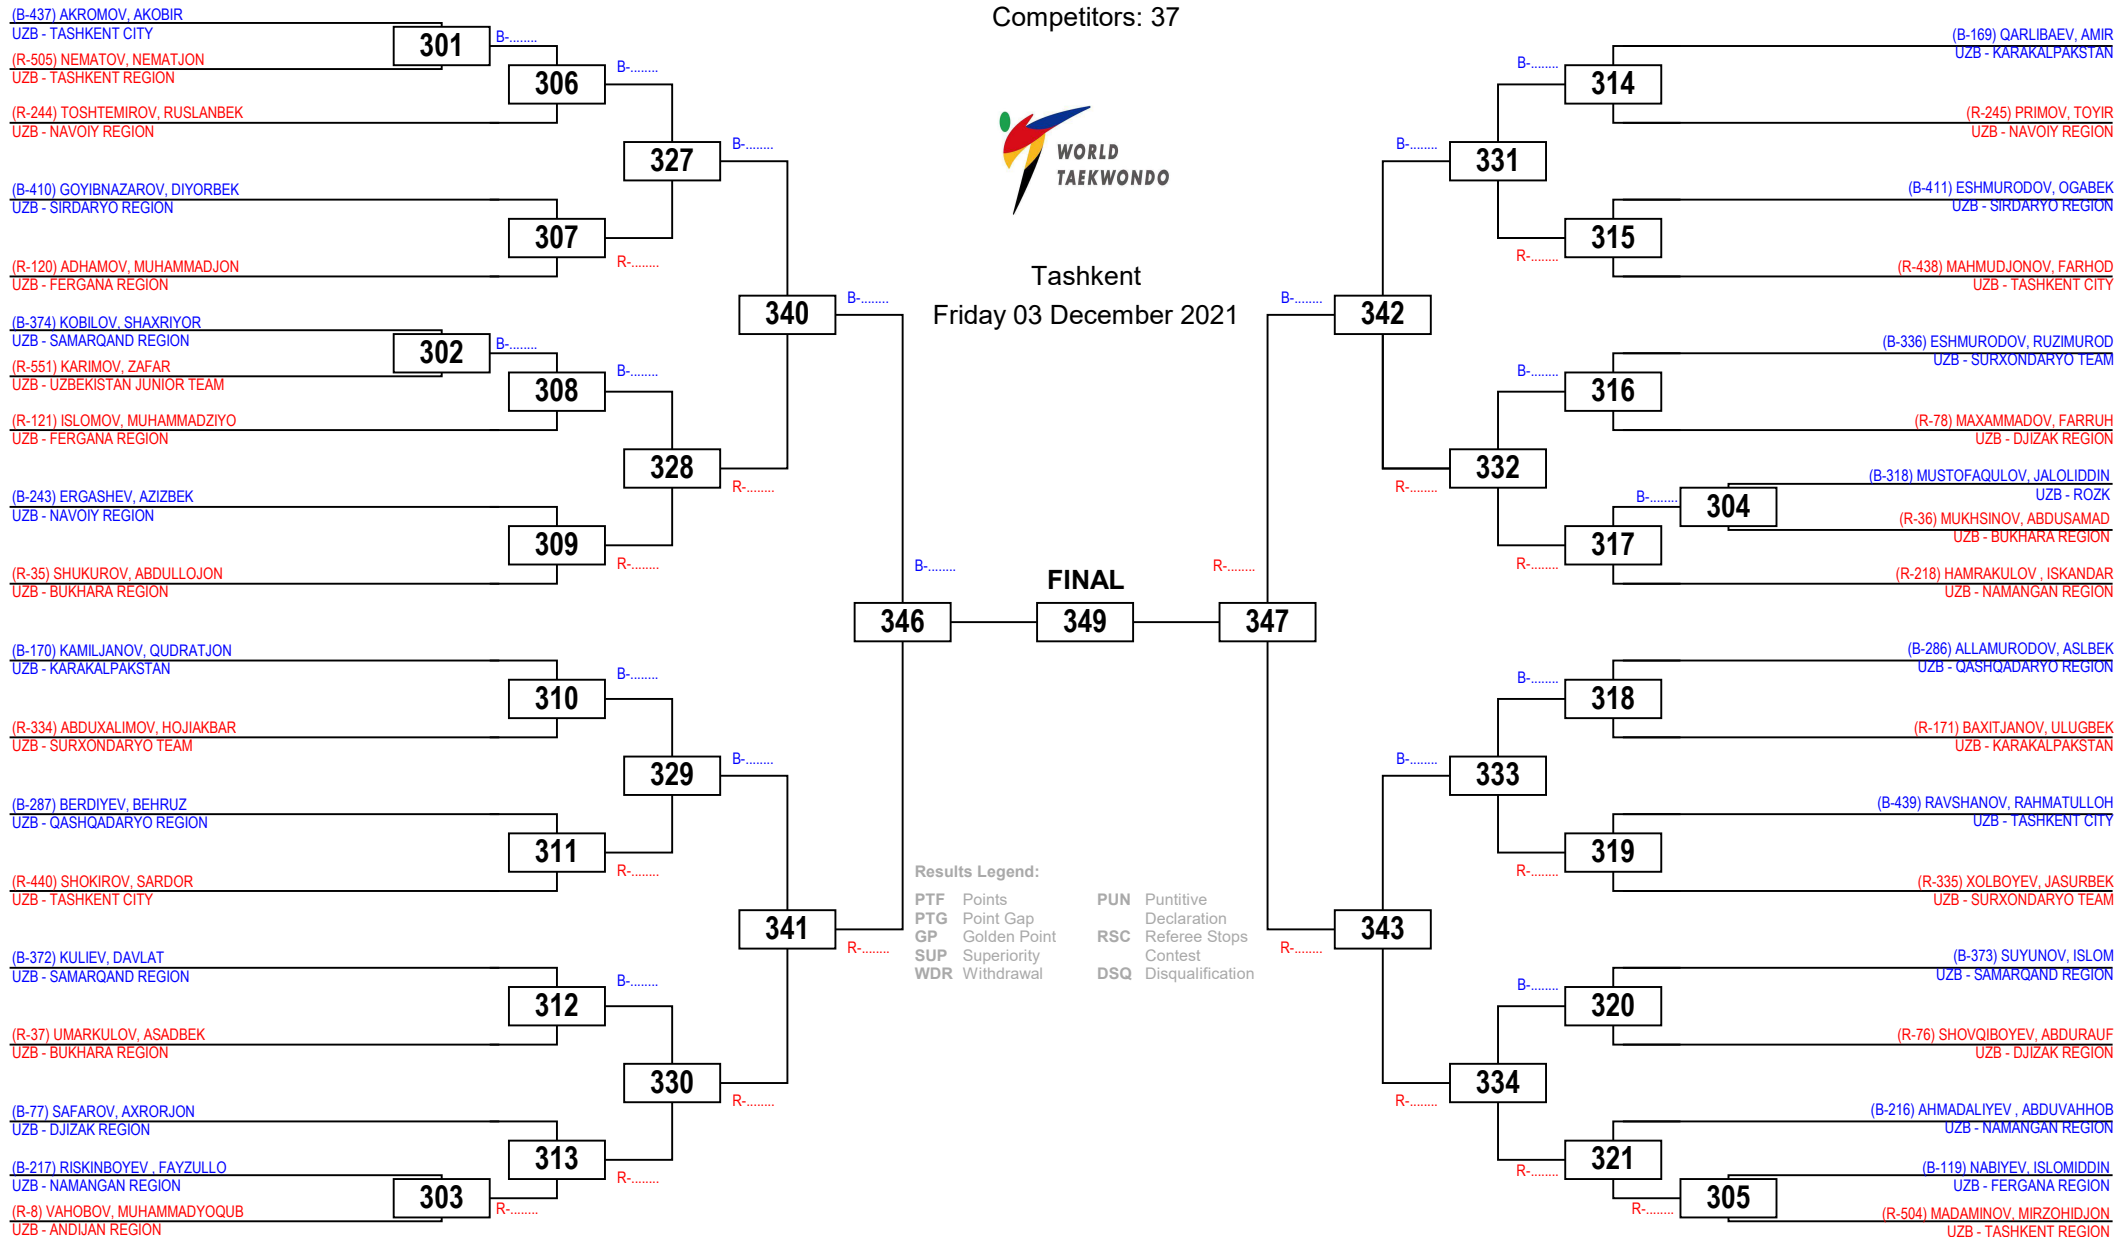 Competitors: 37
WORLD
TAEKWONDO
Tashkent
Friday 03 December 2021
(B-437) AKROMOV, AKOBIR
UZB - TASHKENT CITY
301
B-........
(R-505) NEMATOV, NEMATJON
UZB - TASHKENT REGION
306
B-........
(R-244) TOSHTEMIROV, RUSLANBEK
UZB - NAVOIY REGION
327
B-........
(B-410) GOYIBNAZAROV, DIYORBEK
UZB - SIRDARYO REGION
307
R-........
(R-120) ADHAMOV, MUHAMMADJON
UZB - FERGANA REGION
340
B-........
(B-374) KOBILOV, SHAXRIYOR
UZB - SAMARQAND REGION
302
B-........
(R-551) KARIMOV, ZAFAR
UZB - UZBEKISTAN JUNIOR TEAM
308
B-........
(R-121) ISLOMOV, MUHAMMADZIYO
UZB - FERGANA REGION
328
R-........
(B-243) ERGASHEV, AZIZBEK
UZB - NAVOIY REGION
309
R-........
(R-35) SHUKUROV, ABDULLOJON
UZB - BUKHARA REGION
346
B-........
(B-170) KAMILJANOV, QUDRATJON
UZB - KARAKALPAKSTAN
310
B-........
(R-334) ABDUXALIMOV, HOJIAKBAR
UZB - SURXONDARYO TEAM
329
B-........
(B-287) BERDIYEV, BEHRUZ
UZB - QASHQADARYO REGION
311
R-........
(R-440) SHOKIROV, SARDOR
UZB - TASHKENT CITY
341
R-........
(B-372) KULIEV, DAVLAT
UZB - SAMARQAND REGION
312
B-........
(R-37) UMARKULOV, ASADBEK
UZB - BUKHARA REGION
330
R-........
(B-77) SAFAROV, AXRORJON
UZB - DJIZAK REGION
313
R-........
(B-217) RISKINBOYEV , FAYZULLO
UZB - NAMANGAN REGION
303
R-........
(R-8) VAHOBOV, MUHAMMADYOQUB
UZB - ANDIJAN REGION
FINAL
349
Results Legend:
PTF Points
PTG Point Gap
GP Golden Point
SUP Superiority
WDR Withdrawal
PUN Puntitive
Declaration
RSC Referee Stops
Contest
DSQ Disqualification
(B-169) QARLIBAEV, AMIR
UZB - KARAKALPAKSTAN
B-........
314
(R-245) PRIMOV, TOYIR
UZB - NAVOIY REGION
B-........
331
(B-411) ESHMURODOV, OGABEK
UZB - SIRDARYO REGION
R-........
315
(R-438) MAHMUDJONOV, FARHOD
UZB - TASHKENT CITY
B-........
342
(B-336) ESHMURODOV, RUZIMUROD
UZB - SURXONDARYO TEAM
B-........
316
(R-78) MAXAMMADOV, FARRUH
UZB - DJIZAK REGION
R-........
332
(B-318) MUSTOFAQULOV, JALOLIDDIN
UZB - ROZK
B-........
304
(R-36) MUKHSINOV, ABDUSAMAD
UZB - BUKHARA REGION
R-........
317
(R-218) HAMRAKULOV , ISKANDAR
UZB - NAMANGAN REGION
R-........
347
(B-286) ALLAMURODOV, ASLBEK
UZB - QASHQADARYO REGION
B-........
318
(R-171) BAXITJANOV, ULUGBEK
UZB - KARAKALPAKSTAN
B-........
333
(B-439) RAVSHANOV, RAHMATULLOH
UZB - TASHKENT CITY
R-........
319
(R-335) XOLBOYEV, JASURBEK
UZB - SURXONDARYO TEAM
R-........
343
(B-373) SUYUNOV, ISLOM
UZB - SAMARQAND REGION
B-........
320
(R-76) SHOVQIBOYEV, ABDURAUF
UZB - DJIZAK REGION
R-........
334
(B-216) AHMADALIYEV , ABDUVAHHOB
UZB - NAMANGAN REGION
R-........
321
(B-119) NABIYEV, ISLOMIDDIN
UZB - FERGANA REGION
R-........
305
(R-504) MADAMINOV, MIRZOHIDJON
UZB - TASHKENT REGION